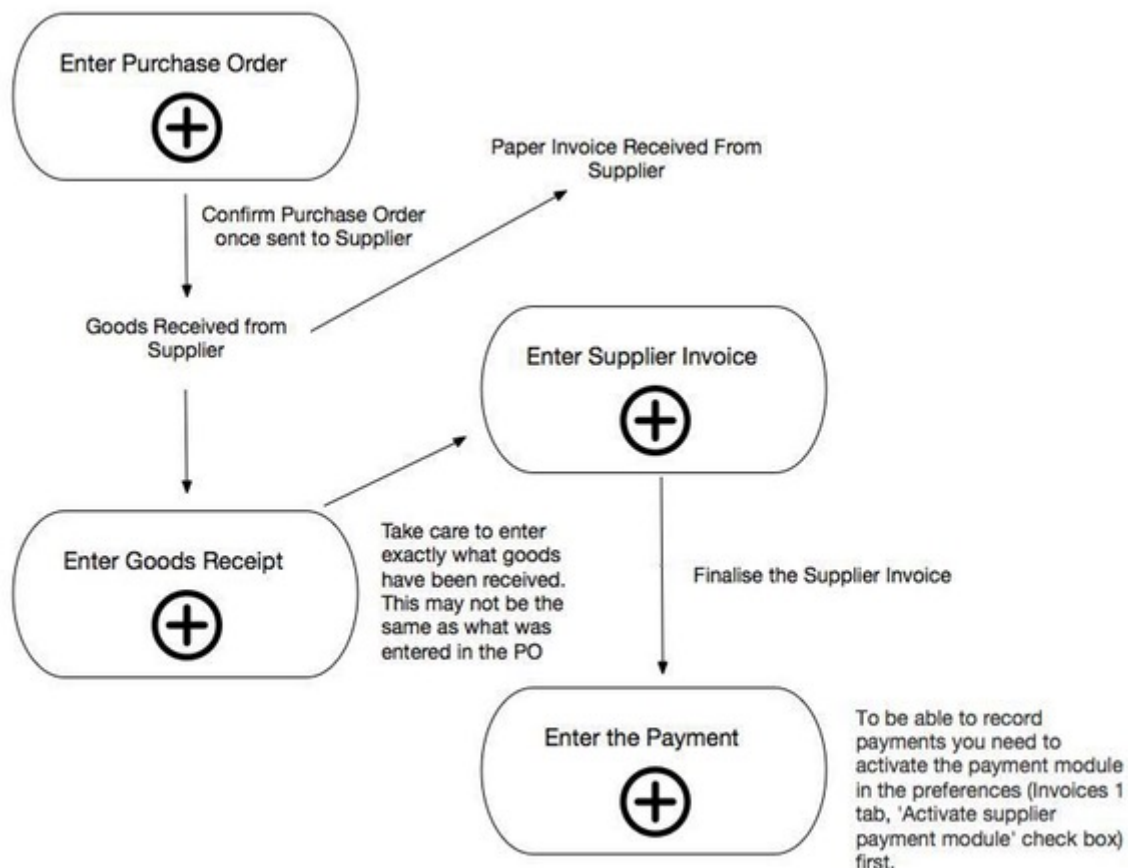 Enter Purchase Order
Paper Invoice Received From
Supplier
Confirm Purchase Order
once sent to Supplier
Goods Received from
Supplier
Enter Supplier Invoice
Enter Goods Receipt
Take care to enter
exactly what goods
have been received.
This may not be the
same as what was
entered in the PO
Finalise the Supplier Invoice
Enter the Payment
To be able to record
payments you need to
activate the payment module
in the preferences (Invoices 1
tab, 'Activate supplier
payment module' check box)
first.